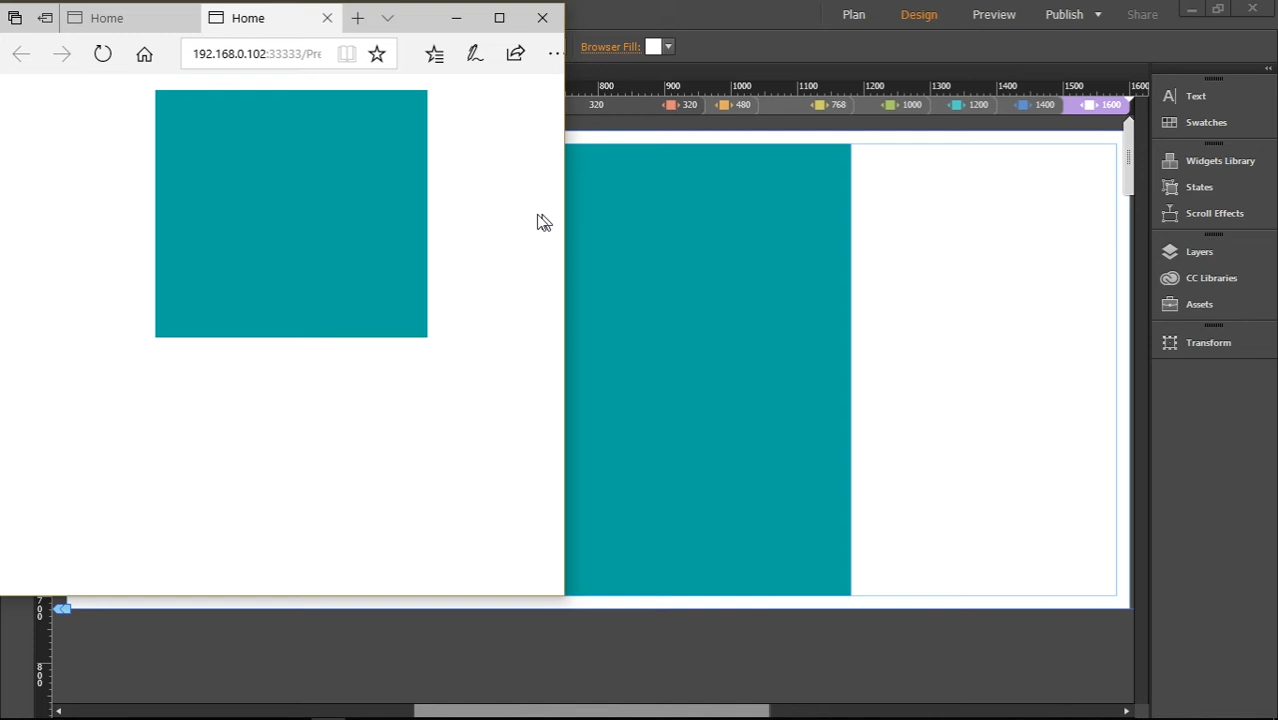 Home
Home
192.168.0.102:33333/Pre
Plan
Design
Preview
Publish
Share
Browser Fill:
800
900
1000
1100
1200
1300
1400
1500
1600
320
320
480
768
1000
1200
1400
1600
Text
Swatches
Widgets Library
States
Scroll Effects
Layers
CC Libraries
Assets
Transform
700
800